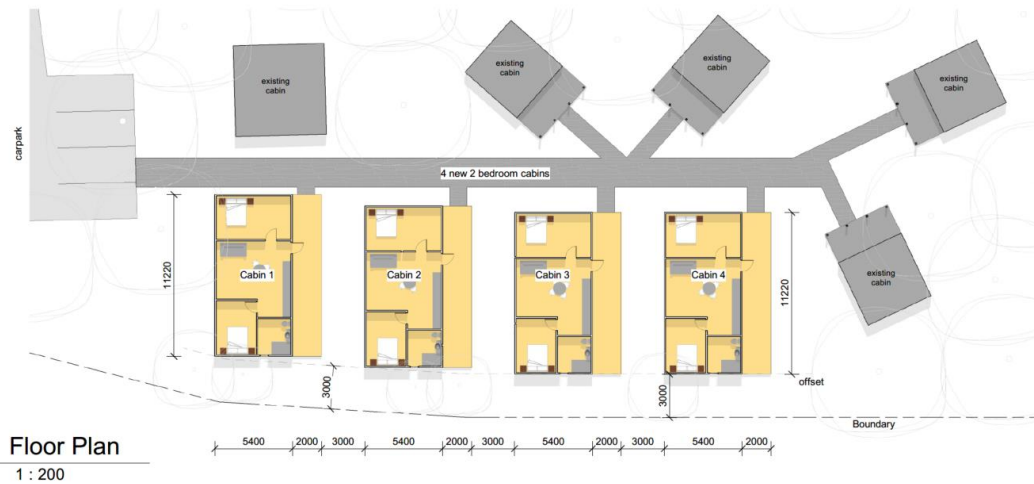 existing
cabin
existing
cabin
existing
cabin
existing
cabin
carpark
4 new 2 bedroom cabins
11220
Cabin 1
Cabin 2
Cabin 3
Cabin 4
11220
existing
cabin
3000
3000
offset
Boundary
5400
2000
3000
5400
2000
3000
5400
2000
3000
5400
2000
Floor Plan
1 : 200